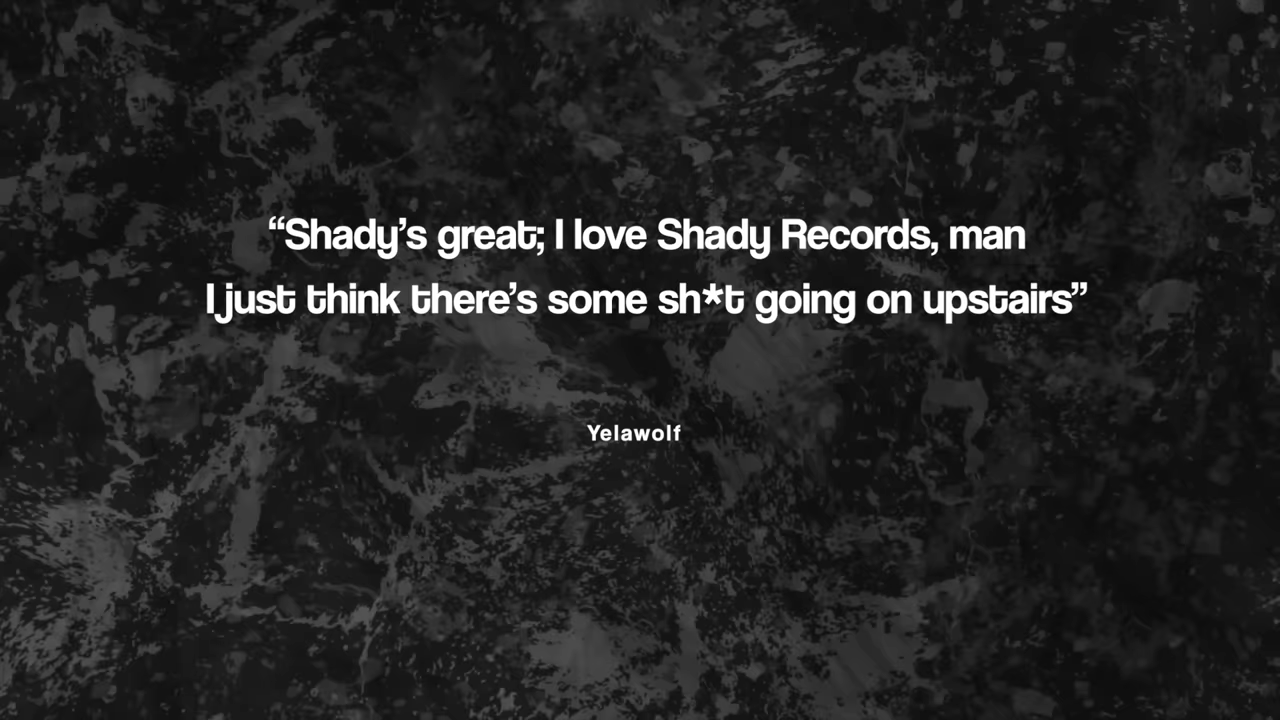 “Shady’s great; I love Shady Records, man
I just think there’s some sh*t going on upstairs”
Yelawolf